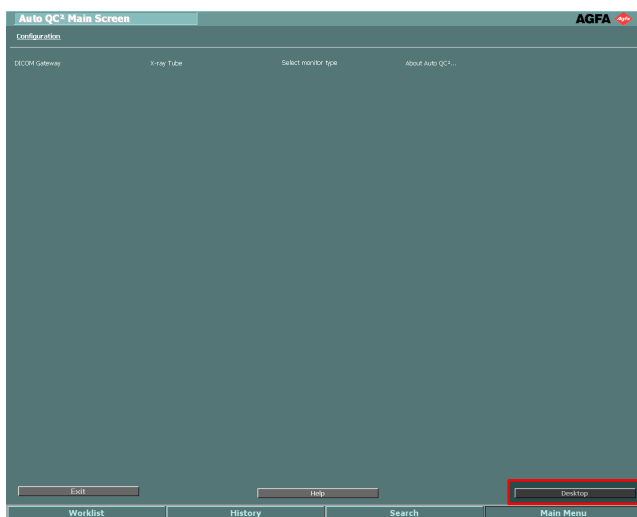 Auto QC² Main Screen AGFA
Configuration
DICOM Gateway X-ray Tube Select monitor type About Auto QC²...
Exit Help Desktop
Worklist History Search Main Menu